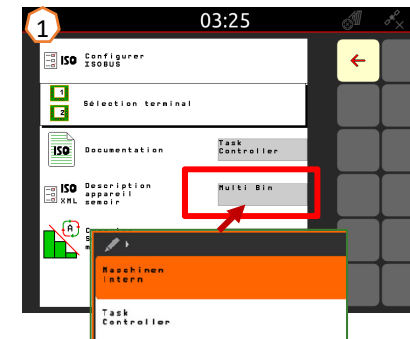 1
03:25
ISO Configurer
ISOBUS
1
2
Sélection terminal
ISO
Documentation
Task
Controller
ISO
XML
Description
appareil
semoir
Multi Bin
A
Maschinen
Intern
Task
Controller